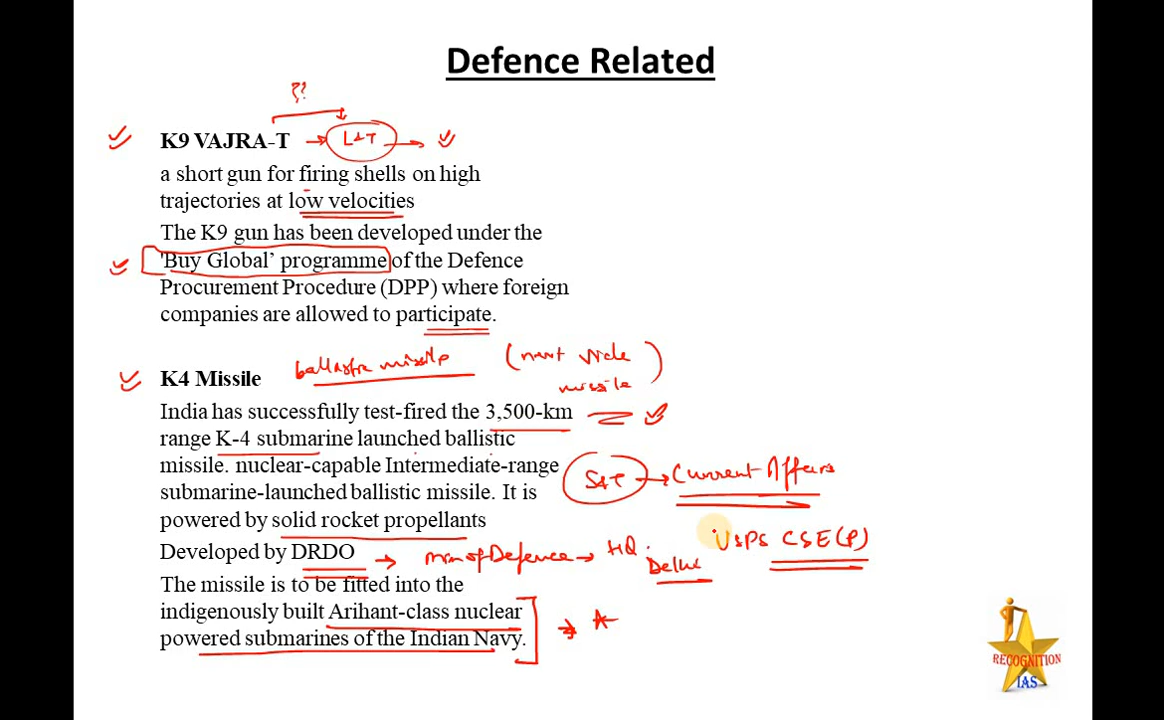 Defence Related
??
K9 VAJRA-T → L&T →
a short gun for firing shells on high
trajectories at low velocities
The K9 gun has been developed under the
'Buy Global’ programme of the Defence
Procurement Procedure (DPP) where foreign
companies are allowed to participate.
K4 Missile
missile (next
missile)
India has successfully test-fired the 3,500-km
range K-4 submarine launched ballistic
missile. nuclear-capable Intermediate-range
submarine-launched ballistic missile. It is
powered by solid rocket propellants
S&T → Current Affairs
Developed by DRDO → Min of Defence → HQ.
Delhi
USPS CSE(P)
The missile is to be fitted into the
indigenously built Arihant-class nuclear
powered submarines of the Indian Navy.
RECOGNITION
IAS